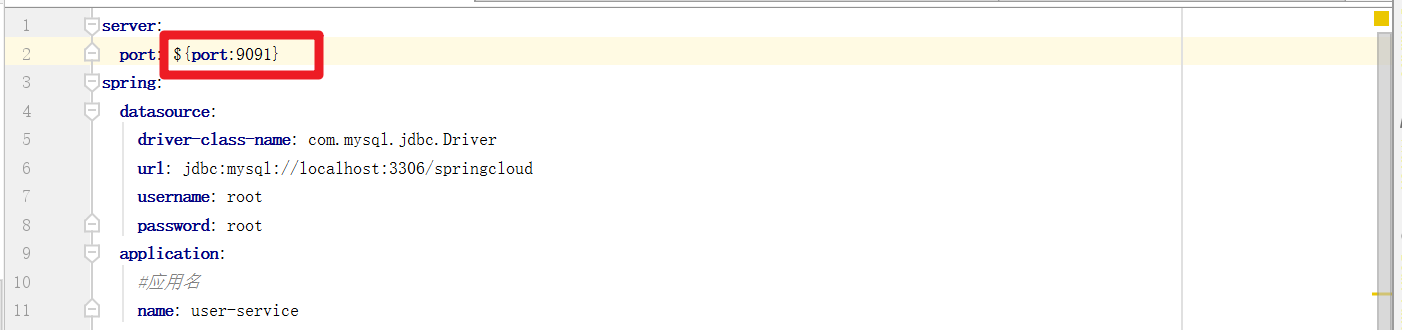 1 server:
2 port: ${port:9091}
3 spring:
4 datasource:
5 driver-class-name: com.mysql.jdbc.Driver
6 url: jdbc:mysql://localhost:3306/springcloud
7 username: root
8 password: root
9 application:
10 #应用名
11 name: user-service